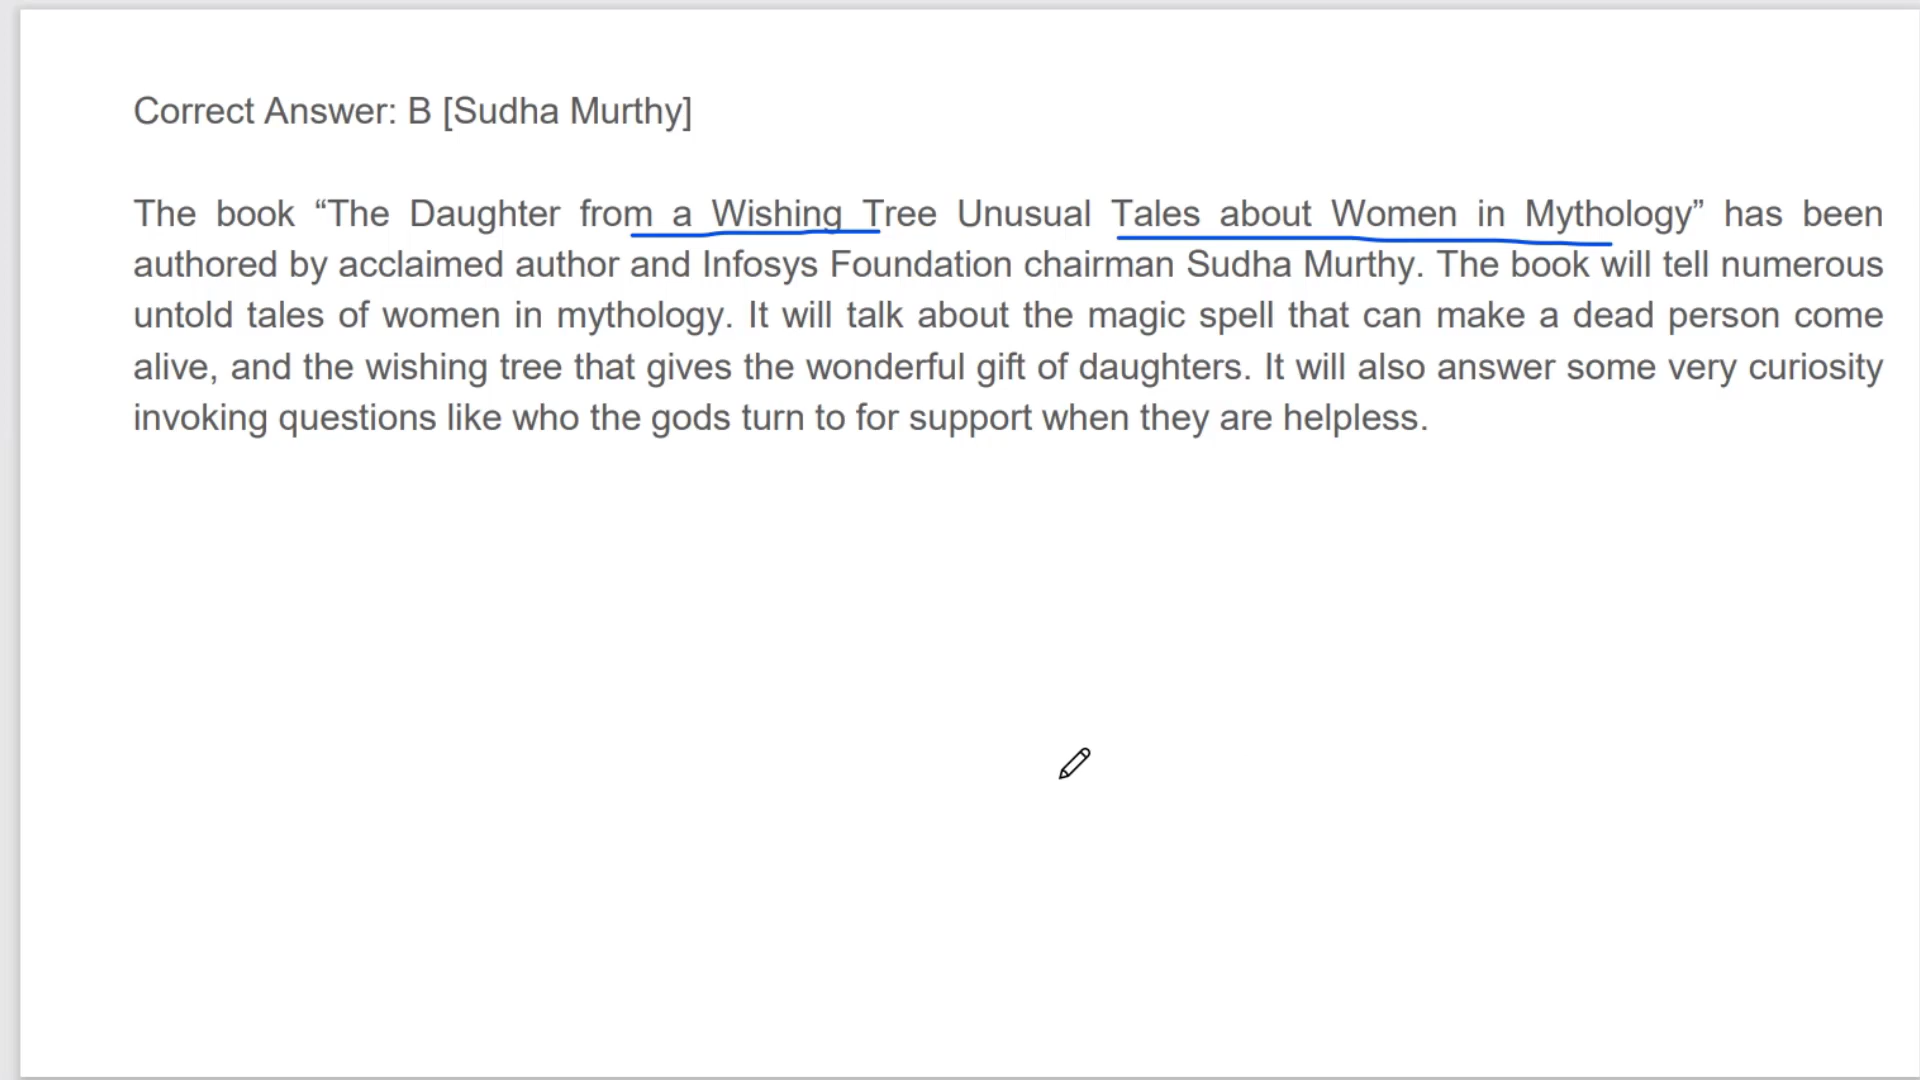 Correct Answer: B [Sudha Murthy]
The book “The Daughter from a Wishing Tree Unusual Tales about Women in Mythology” has been
authored by acclaimed author and Infosys Foundation chairman Sudha Murthy. The book will tell numerous
untold tales of women in mythology. It will talk about the magic spell that can make a dead person come
alive, and the wishing tree that gives the wonderful gift of daughters. It will also answer some very curiosity
invoking questions like who the gods turn to for support when they are helpless.